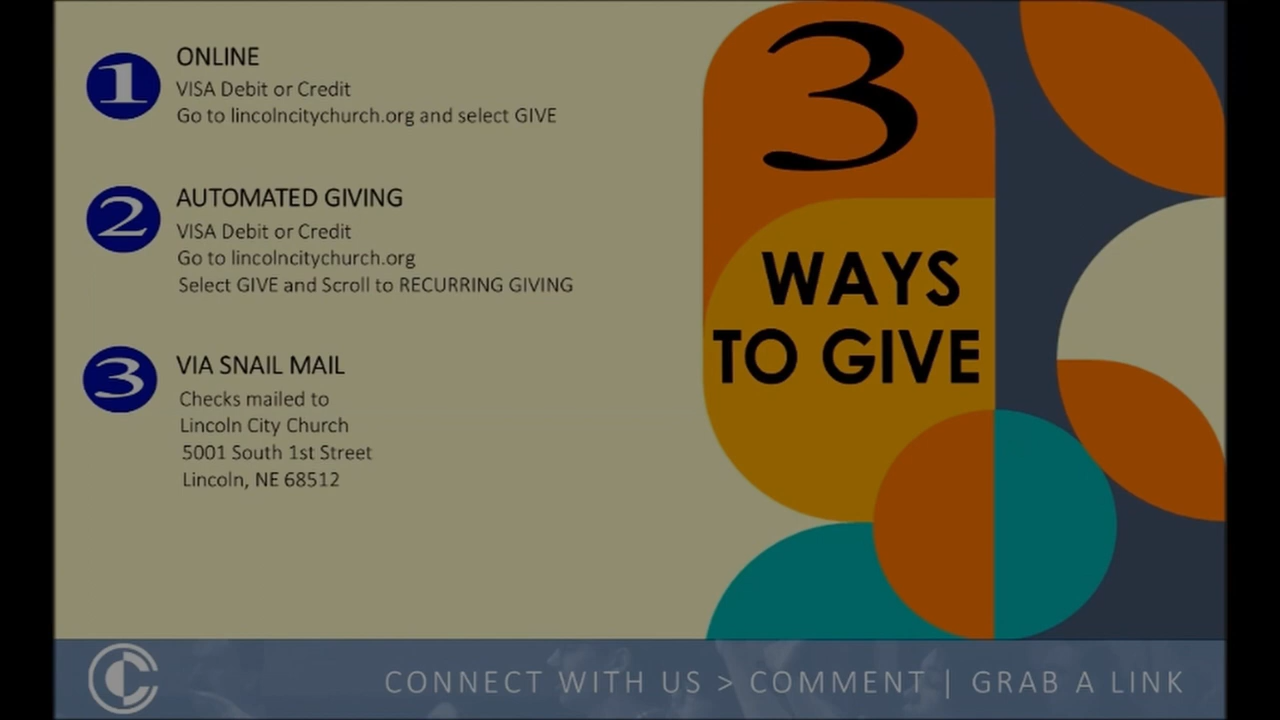 1
ONLINE
VISA Debit or Credit
Go to lincolncitychurch.org and select GIVE
2
AUTOMATED GIVING
VISA Debit or Credit
Go to lincolncitychurch.org
Select GIVE and Scroll to RECURRING GIVING
3
VIA SNAIL MAIL
Checks mailed to
Lincoln City Church
5001 South 1st Street
Lincoln, NE 68512
3
WAYS
TO GIVE
CONNECT WITH US > COMMENT | GRAB A LINK